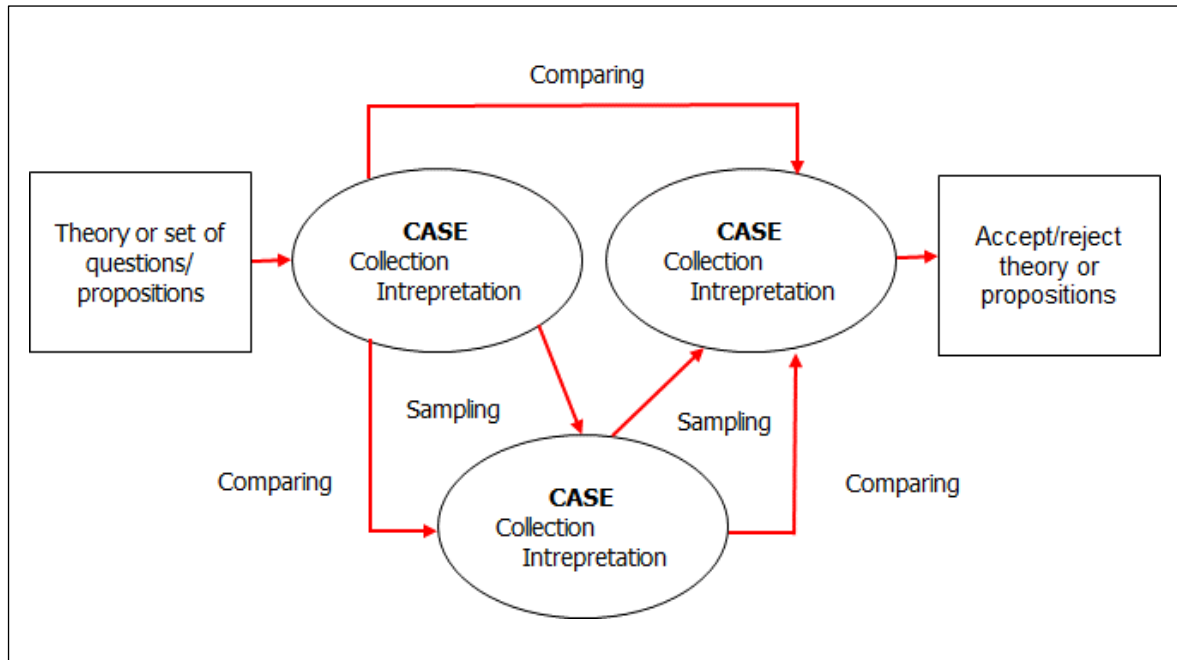 Comparing
Theory or set of
questions/
propositions
CASE
Collection
Intrepretation
CASE
Collection
Intrepretation
Accept/reject
theory or
propositions
Sampling
Sampling
Comparing
Comparing
CASE
Collection
Intrepretation